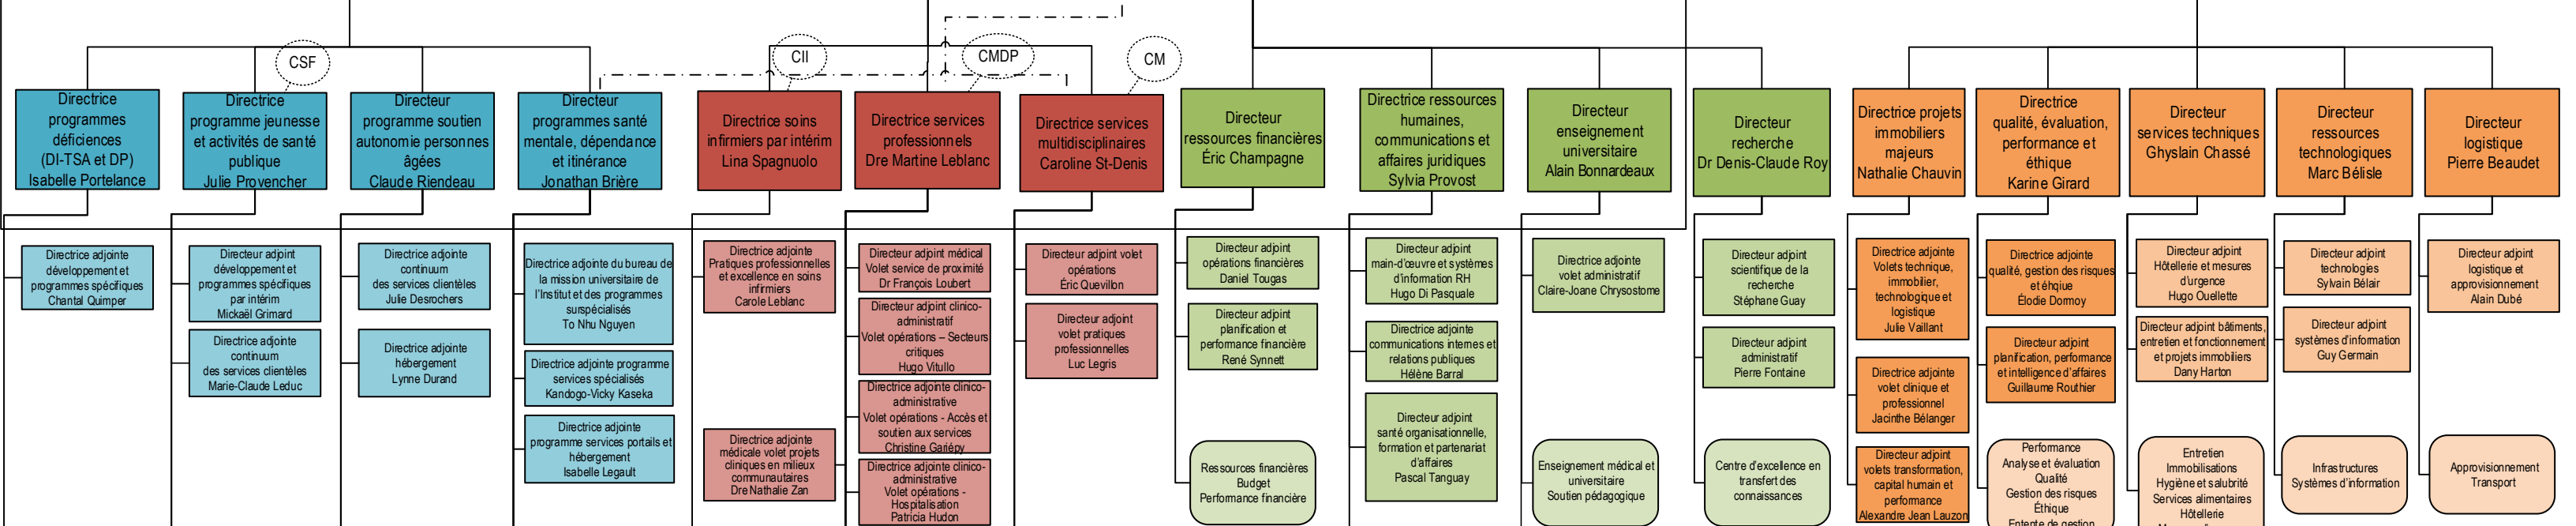 CSF
CII
CMDP
CM
Directrice
programmes
déficiences
(DI-TSA et DP)
Isabelle Portelance
Directrice
programme jeunesse
et activités de santé
publique
Julie Provencher
Directeur
programme soutien
autonomie personnes
âgées
Claude Riendeau
Directeur
programmes santé
mentale, dépendance
et itinérance
Jonathan Brière
Directrice soins
infirmiers par intérim
Lina Spagnuolo
Directrice services
professionnels
Dre Martine Leblanc
Directrice services
multidisciplinaires
Caroline St-Denis
Directeur
ressources financières
Éric Champagne
Directrice ressources
humaines,
communications et
affaires juridiques
Sylvia Provost
Directeur
enseignement
universitaire
Alain Bonnardeaux
Directeur
recherche
Dr Denis-Claude Roy
Directrice projets
immobiliers
majeurs
Nathalie Chauvin
Directrice
qualité, évaluation,
performance et
éthique
Karine Girard
Directeur
services techniques
Ghyslain Chassé
Directeur
ressources
technologiques
Marc Bélisle
Directeur
logistique
Pierre Beaudet
Directrice adjointe
développement et
programmes spécifiques
Chantal Quimper
Directeur adjoint
développement et
programmes spécifiques
par intérim
Mickaël Grimard
Directrice adjointe
continuum
des services clientèles
Marie-Claude Leduc
Directrice adjointe
continuum
des services clientèles
Julie Desrochers
Directrice adjointe
hébergement
Lynne Durand
Directrice adjointe du bureau de
la mission universitaire de
l'Institut et des programmes
surspécialisés
To Nhu Nguyen
Directrice adjointe programme
services spécialisés
Kandogo-Vicky Kaseka
Directrice adjointe
programme services portails et
hébergement
Isabelle Legault
Directrice adjointe
Pratiques professionnelles
et excellence en soins
infirmiers
Carole Leblanc
Directrice adjointe
médicale volet projets
cliniques en milieux
communautaires
Dre Nathalie Zan
Directeur adjoint médical
Volet service de proximité
Dr François Loubert
Directeur adjoint clinico-
administratif
Volet opérations – Secteurs
critiques
Hugo Vitullo
Directrice adjointe clinico-
administrative
Volet opérations - Accès et
soutien aux services
Christine Gariépy
Directrice adjointe clinico-
administrative
Volet opérations -
Hospitalisation
Patricia Hudon
Directeur adjoint volet
opérations
Éric Quevillon
Directeur adjoint
volet pratiques
professionnelles
Luc Legris
Directeur adjoint
opérations financières
Daniel Tougas
Directeur adjoint
planification et
performance financière
René Synnett
Ressources financières
Budget
Performance financière
Directeur adjoint
main-d'œuvre et systèmes
d'information RH
Hugo Di Pasquale
Directrice adjointe
communications internes et
relations publiques
Hélène Barral
Directeur adjoint
santé organisationnelle,
formation et partenariat
d'affaires
Pascal Tanguay
Directrice adjointe
volet administratif
Claire-Joane Chrysostome
Enseignement médical et
universitaire
Soutien pédagogique
Directeur adjoint
scientifique de la
recherche
Stéphane Guay
Directeur adjoint
administratif
Pierre Fontaine
Centre d'excellence en
transfert des
connaissances
Directrice adjointe
Volets technique,
immobilier,
technologique et
logistique
Julie Vaillant
Directrice adjointe
volet clinique et
professionnel
Jacinthe Bélanger
Directeur adjoint
volets transformation,
capital humain et
performance
Alexandre Jean Lauzon
Directrice adjointe
qualité, gestion des risques
et éhqiue
Élodie Dormoy
Directeur adjoint
planification, performance
et intelligence d'affaires
Guillaume Routhier
Performance
Analyse et évaluation
Qualité
Gestion des risques
Éthique
Entente de gestion
Directeur adjoint
Hôtellerie et mesures
d'urgence
Hugo Ouellette
Directeur adjoint bâtiments,
entretien et fonctionnement
et projets immobiliers
Dany Harton
Entretien
Immobilisations
Hygiène et salubrité
Services alimentaires
Hôtellerie
Directeur adjoint
technologies
Sylvain Bélair
Directeur adjoint
systèmes d'information
Guy Germain
Infrastructures
Systèmes d'information
Directeur adjoint
logistique et
approvisionnement
Alain Dubé
Approvisionnement
Transport